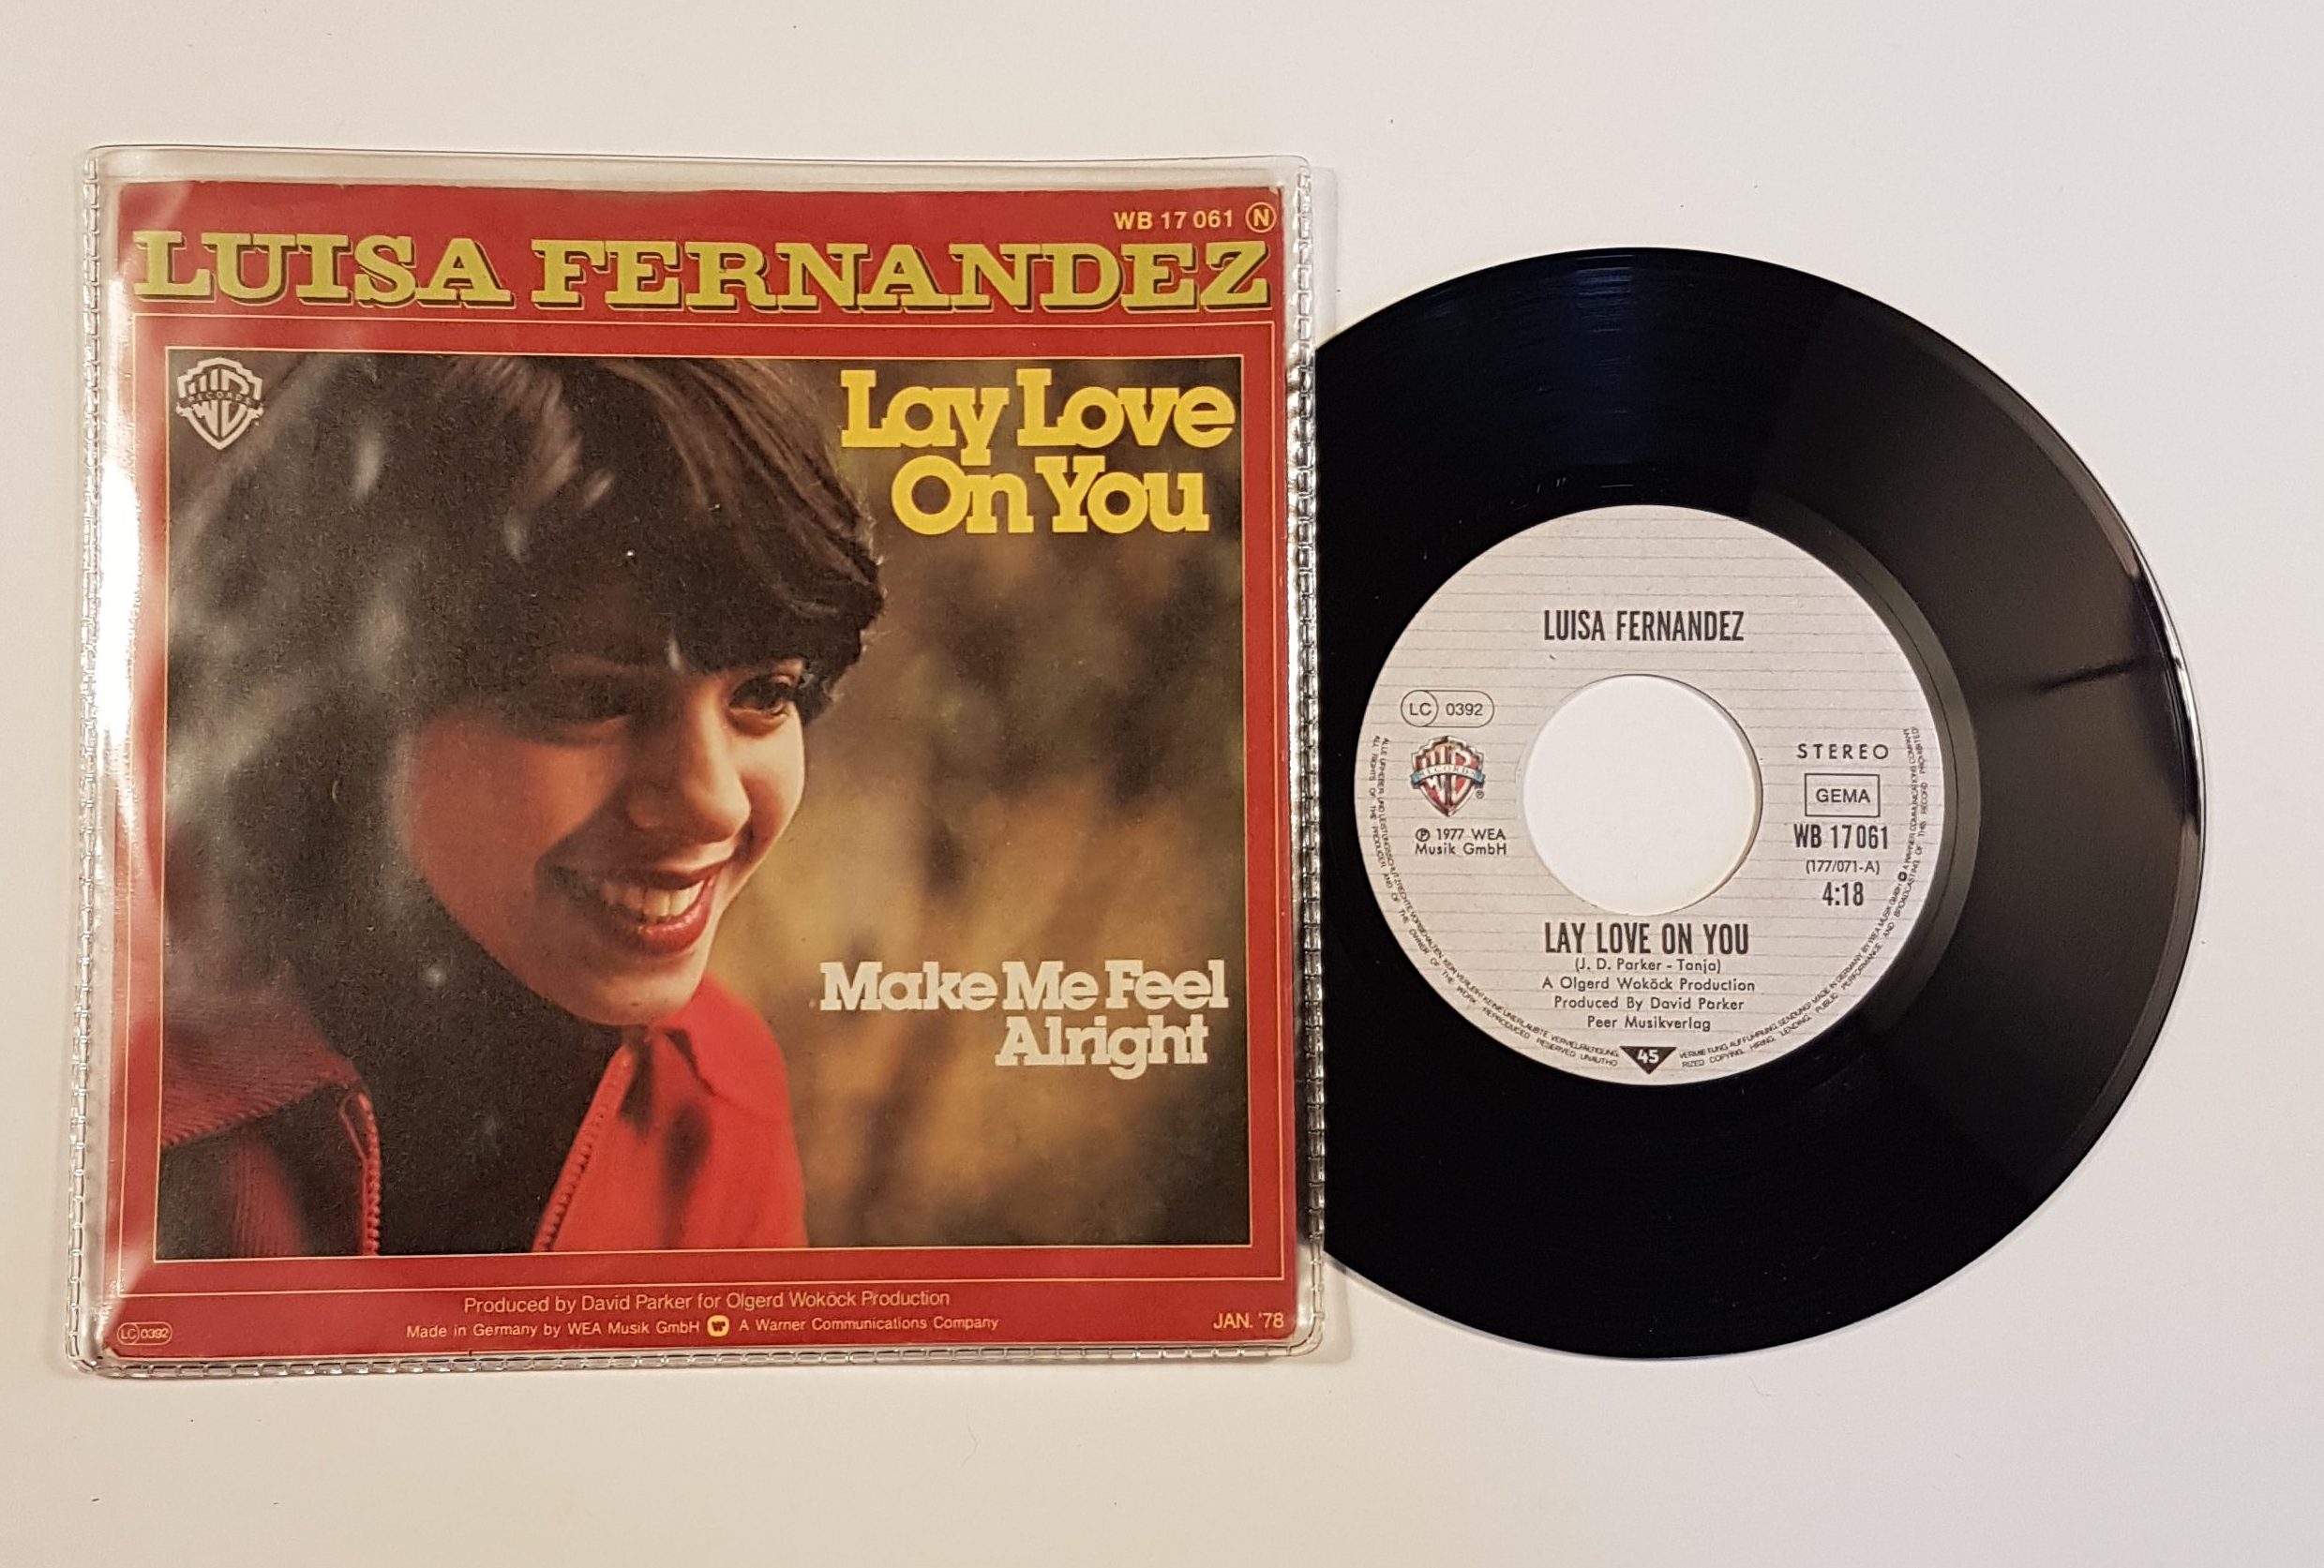 WB 17 061 N
LUISA FERNANDEZ
RECORDS
Lay Love
On You
Make Me Feel
Alright
Produced by David Parker for Olgerd Woköck Production
LC 0392
Made in Germany by WEA Musik GmbH A Warner Communications Company
JAN. '78
LUISA FERNANDEZ
LC 0392
RECORDS
STEREO
GEMA
℗ 1977 WEA
Musik GmbH
WB 17 061
(177/071-A)
4:18
LAY LOVE ON YOU
(J. D. Parker - Tanja)
A Olgerd Woköck Production
Produced By David Parker
Peer Musikverlag
45